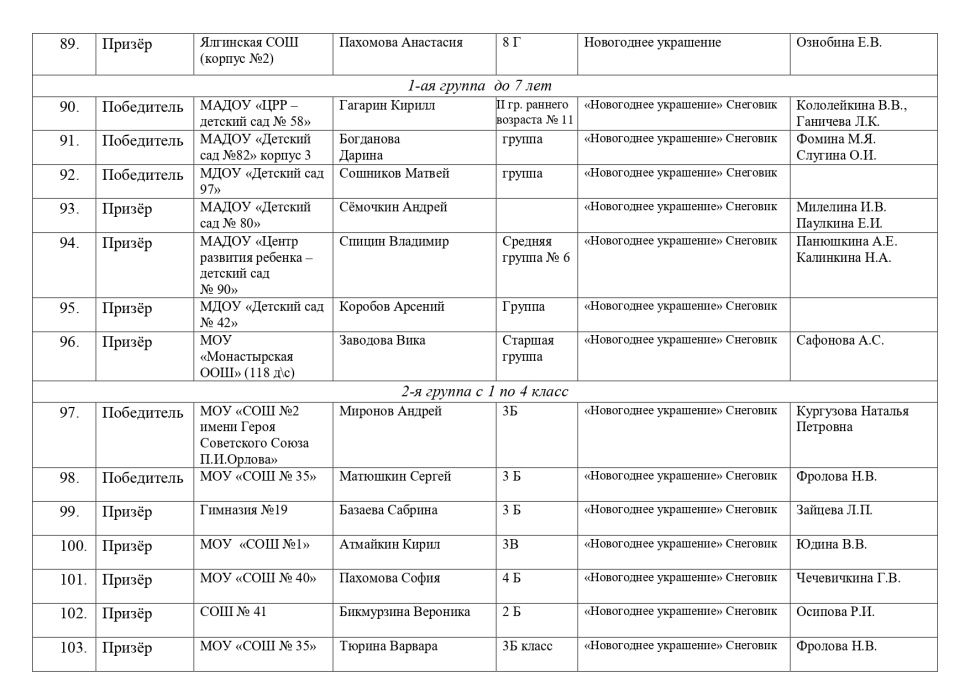 89. Призёр Ялгинская СОШ Пахомова Анастасия 8 Г Новогоднее украшение Ознобина Е.В.
(корпус №2)
1-ая группа до 7 лет
90. Победитель МАДОУ «ЦРР – Гагарин Кирилл II гр. раннего «Новогоднее украшение» Снеговик Кололейкина В.В.,
детский сад № 58» возраста № 11 Ганичева Л.К.
91. Победитель МАДОУ «Детский Богданова группа «Новогоднее украшение» Снеговик Фомина М.Я.
сад №82» корпус 3 Дарина Слугина О.И.
92. Победитель МДОУ «Детский сад Сошников Матвей группа «Новогоднее украшение» Снеговик
97»
93. Призёр МАДОУ «Детский Сёмочкин Андрей «Новогоднее украшение» Снеговик Милелина И.В.
сад № 80» Паулкина Е.И.
94. Призёр МАДОУ «Центр Спицин Владимир Средняя «Новогоднее украшение» Снеговик Панюшкина А.Е.
развития ребенка – группа № 6 Калинкина Н.А.
детский сад
№ 90»
95. Призёр МДОУ «Детский сад Коробов Арсений Группа «Новогоднее украшение» Снеговик
№ 42»
96. Призёр МОУ Заводова Вика Старшая «Новогоднее украшение» Снеговик Сафонова А.С.
«Монастырская группа
ООШ» (118 д\с)
2-я группа с 1 по 4 класс
97. Победитель МОУ «СОШ №2 Миронов Андрей 3Б «Новогоднее украшение» Снеговик Кургузова Наталья
имени Героя Петровна
Советского Союза
П.И.Орлова»
98. Победитель МОУ «СОШ № 35» Матюшкин Сергей 3 Б «Новогоднее украшение» Снеговик Фролова Н.В.
99. Призёр Гимназия №19 Базаева Сабрина 3 Б «Новогоднее украшение» Снеговик Зайцева Л.П.
100. Призёр МОУ «СОШ №1» Атмайкин Кирил 3В «Новогоднее украшение» Снеговик Юдина В.В.
101. Призёр МОУ «СОШ № 40» Пахомова София 4 Б «Новогоднее украшение» Снеговик Чечевичкина Г.В.
102. Призёр СОШ № 41 Бикмурзина Вероника 2 Б «Новогоднее украшение» Снеговик Осипова Р.И.
103. Призёр МОУ «СОШ № 35» Тюрина Варвара 3Б класс «Новогоднее украшение» Снеговик Фролова Н.В.